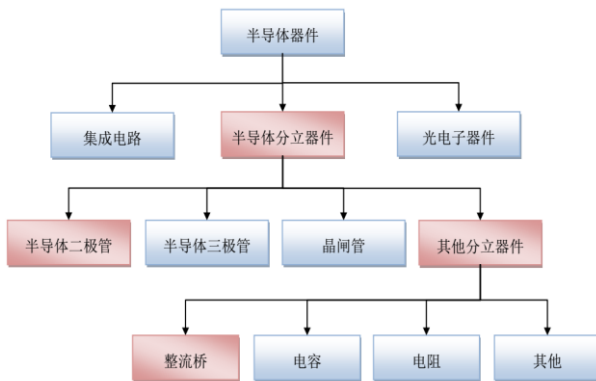 半导体器件
集成电路
半导体分立器件
光电子器件
半导体二极管
半导体三极管
晶闸管
其他分立器件
整流桥
电容
电阻
其他